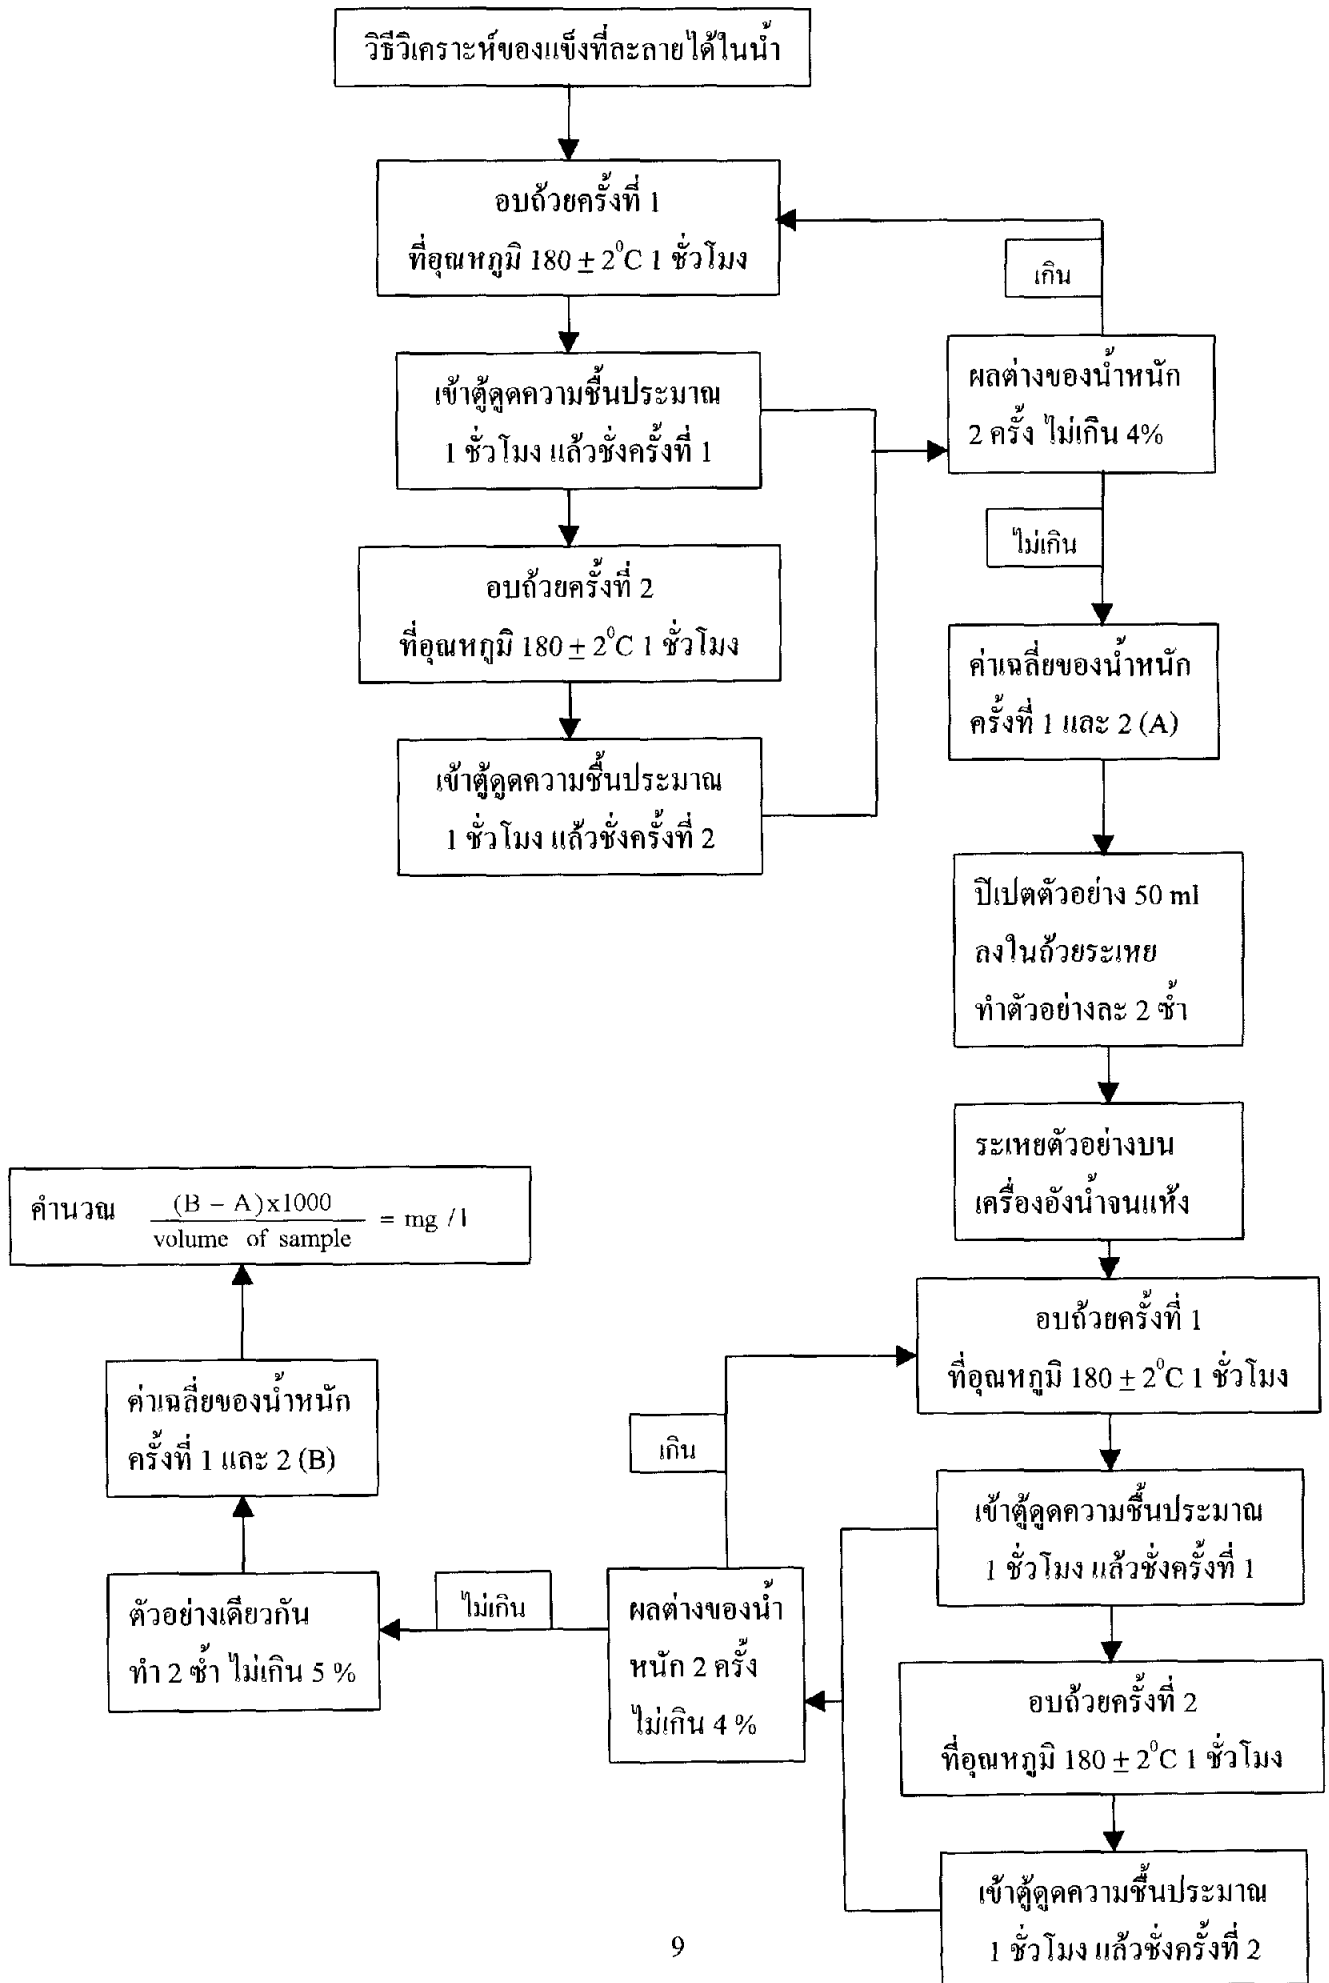 วิธีวิเคราะห์ของแข็งที่ละลายได้ในน้ำ
อบถ้วยครั้งที่ 1
ที่อุณหภูมิ 180 ± 2⁰C 1 ชั่วโมง
เข้าตู้ดูดความชื้นประมาณ
1 ชั่วโมง แล้วชั่งครั้งที่ 1
อบถ้วยครั้งที่ 2
ที่อุณหภูมิ 180 ± 2⁰C 1 ชั่วโมง
เข้าตู้ดูดความชื้นประมาณ
1 ชั่วโมง แล้วชั่งครั้งที่ 2
ผลต่างของน้ำหนัก
2 ครั้ง ไม่เกิน 4%
เกิน
ไม่เกิน
ค่าเฉลี่ยของน้ำหนัก
ครั้งที่ 1 และ 2 (A)
ปิเปตตัวอย่าง 50 ml
ลงในถ้วยระเหย
ทำตัวอย่างละ 2 ซ้ำ
ระเหยตัวอย่างบน
เครื่องอังน้ำจนแห้ง
อบถ้วยครั้งที่ 1
ที่อุณหภูมิ 180 ± 2⁰C 1 ชั่วโมง
เข้าตู้ดูดความชื้นประมาณ
1 ชั่วโมง แล้วชั่งครั้งที่ 1
อบถ้วยครั้งที่ 2
ที่อุณหภูมิ 180 ± 2⁰C 1 ชั่วโมง
เข้าตู้ดูดความชื้นประมาณ
1 ชั่วโมง แล้วชั่งครั้งที่ 2
ผลต่างของน้ำ
หนัก 2 ครั้ง
ไม่เกิน 4 %
เกิน
ไม่เกิน
ตัวอย่างเดียวกัน
ทำ 2 ซ้ำ ไม่เกิน 5 %
ค่าเฉลี่ยของน้ำหนัก
ครั้งที่ 1 และ 2 (B)
คำนวณ (B – A)x1000 = mg / l
volume of sample
9